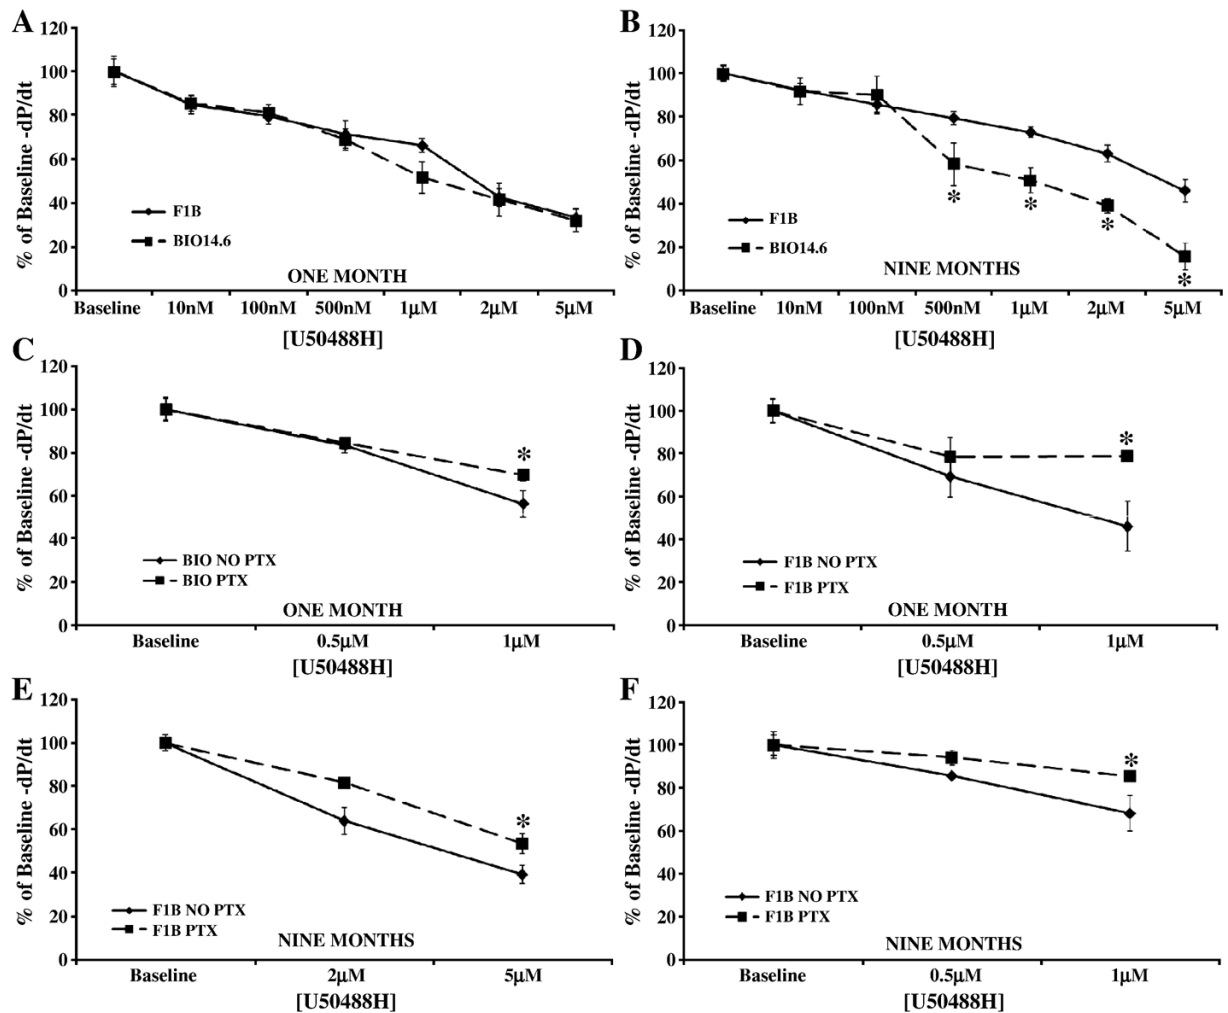 A
% of Baseline -dP/dt
120
100
80
60
40
20
0
F1B
BIO14.6
ONE MONTH
Baseline 10nM 100nM 500nM 1µM 2µM 5µM
[U50488H]
B
% of Baseline -dP/dt
120
100
80
60
40
20
0
F1B
BIO14.6
* * * *
NINE MONTHS
Baseline 10nM 100nM 500nM 1µM 2µM 5µM
[U50488H]
C
% of Baseline -dP/dt
120
100
80
60
40
20
0
*
BIO NO PTX
BIO PTX
ONE MONTH
Baseline 0.5µM 1µM
[U50488H]
D
% of Baseline -dP/dt
120
100
80
60
40
20
0
*
F1B NO PTX
F1B PTX
ONE MONTH
Baseline 0.5µM 1µM
[U50488H]
E
% of Baseline -dP/dt
120
100
80
60
40
20
0
*
F1B NO PTX
F1B PTX
NINE MONTHS
Baseline 2µM 5µM
[U50488H]
F
% of Baseline -dP/dt
120
100
80
60
40
20
0
*
F1B NO PTX
F1B PTX
NINE MONTHS
Baseline 0.5µM 1µM
[U50488H]